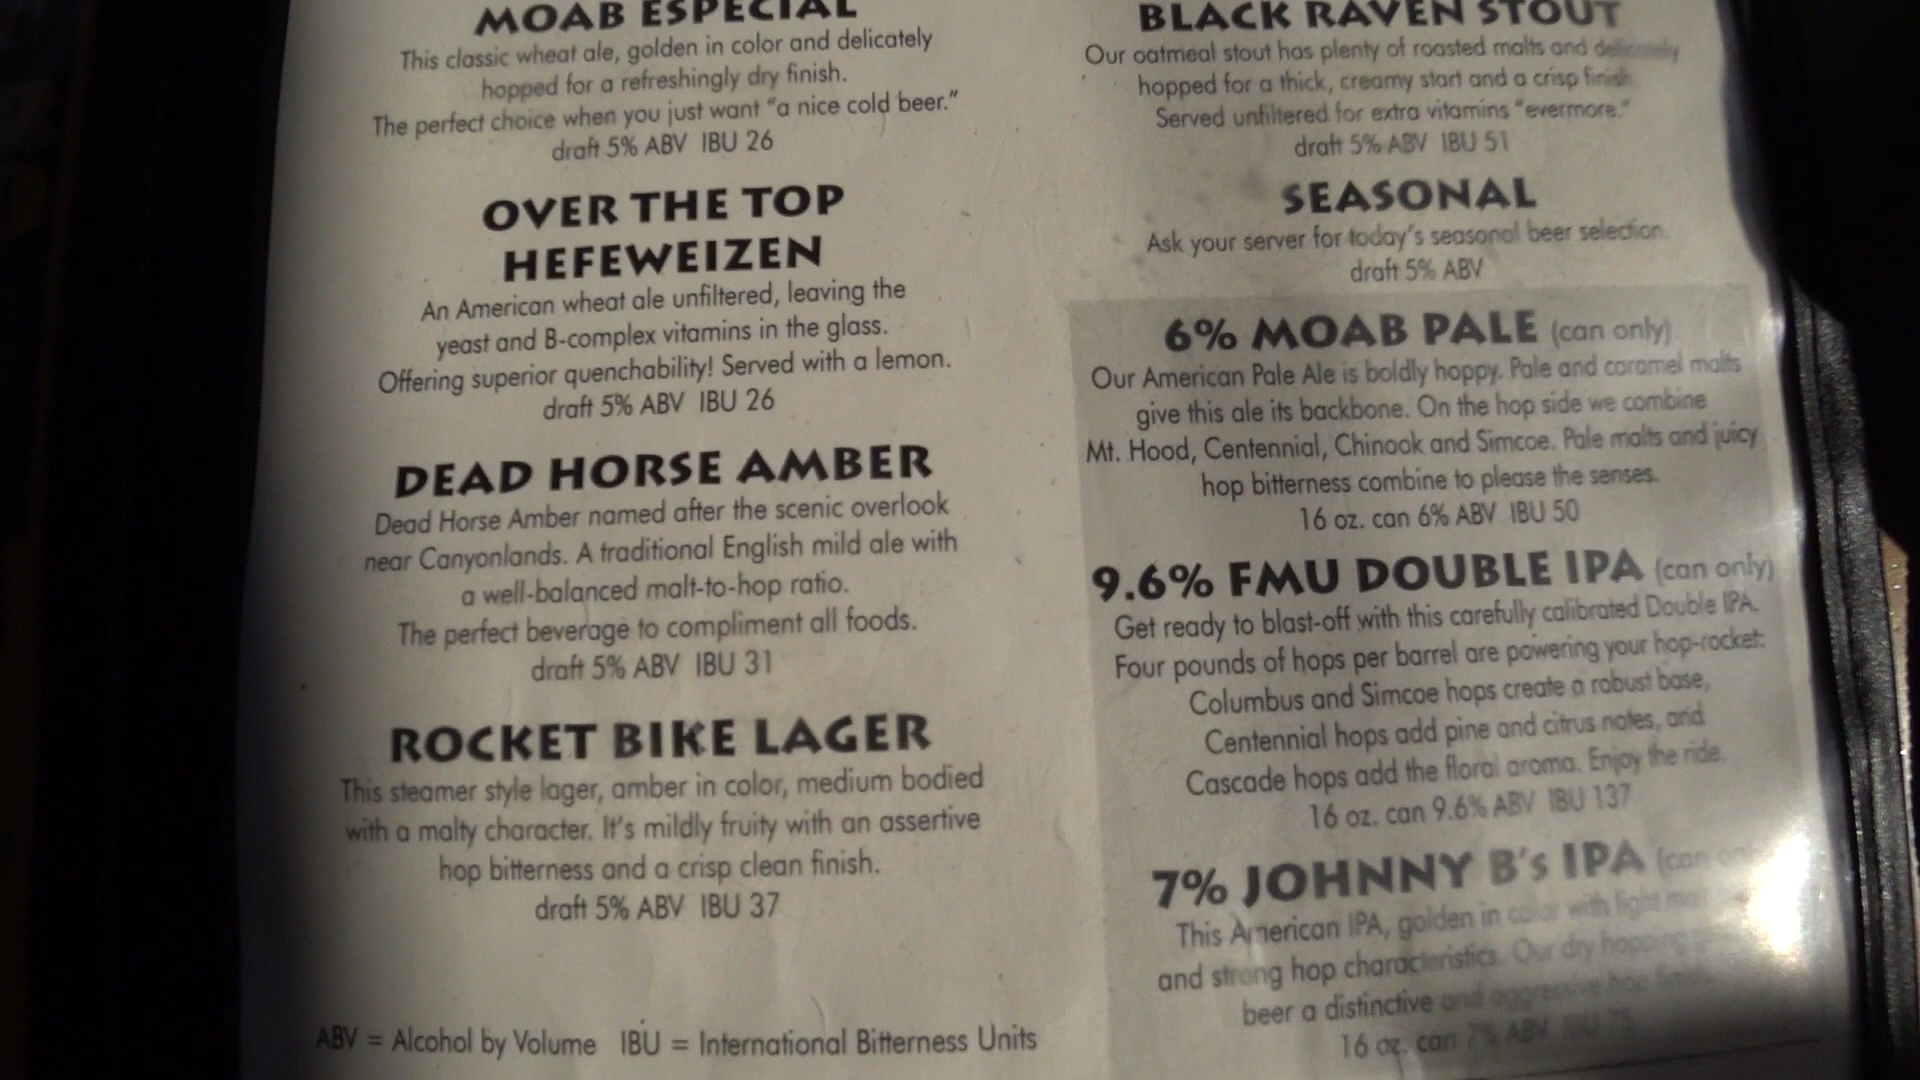 MOAB ESPECIAL
This classic wheat ale, golden in color and delicately
hopped for a refreshingly dry finish.
The perfect choice when you just want "a nice cold beer."
draft 5% ABV IBU 26
OVER THE TOP
HEFEWEIZEN
An American wheat ale unfiltered, leaving the
yeast and B-complex vitamins in the glass.
Offering superior quenchability! Served with a lemon.
draft 5% ABV IBU 26
DEAD HORSE AMBER
Dead Horse Amber named after the scenic overlook
near Canyonlands. A traditional English mild ale with
a well-balanced malt-to-hop ratio.
The perfect beverage to compliment all foods.
draft 5% ABV IBU 31
ROCKET BIKE LAGER
This steamer style lager, amber in color, medium bodied
with a malty character. It's mildly fruity with an assertive
hop bitterness and a crisp clean finish.
draft 5% ABV IBU 37
ABV = Alcohol by Volume IBU = International Bitterness Units
BLACK RAVEN STOUT
Our oatmeal stout has plenty of roasted malts and delicately
hopped for a thick, creamy start and a crisp finish.
Served unfiltered for extra vitamins "evermore."
draft 5% ABV IBU 51
SEASONAL
Ask your server for today's seasonal beer selection.
draft 5% ABV
6% MOAB PALE (can only)
Our American Pale Ale is boldly hoppy. Pale and caramel malts
give this ale its backbone. On the hop side we combine
Mt. Hood, Centennial, Chinook and Simcoe. Pale malts and juicy
hop bitterness combine to please the senses.
16 oz. can 6% ABV IBU 50
9.6% FMU DOUBLE IPA (can only)
Get ready to blast-off with this carefully calibrated Double IPA.
Four pounds of hops per barrel are powering your hop-rocket:
Columbus and Simcoe hops create a robust base,
Centennial hops add pine and citrus notes, and
Cascade hops add the floral aroma. Enjoy the ride.
16 oz. can 9.6% ABV IBU 137
7% JOHNNY B's IPA (can
This American IPA, golden in color with light
and strong hop characteristics. Our dry hopping
beer a distinctive and aggressive hop
16 oz. can 7% ABV IBU 75